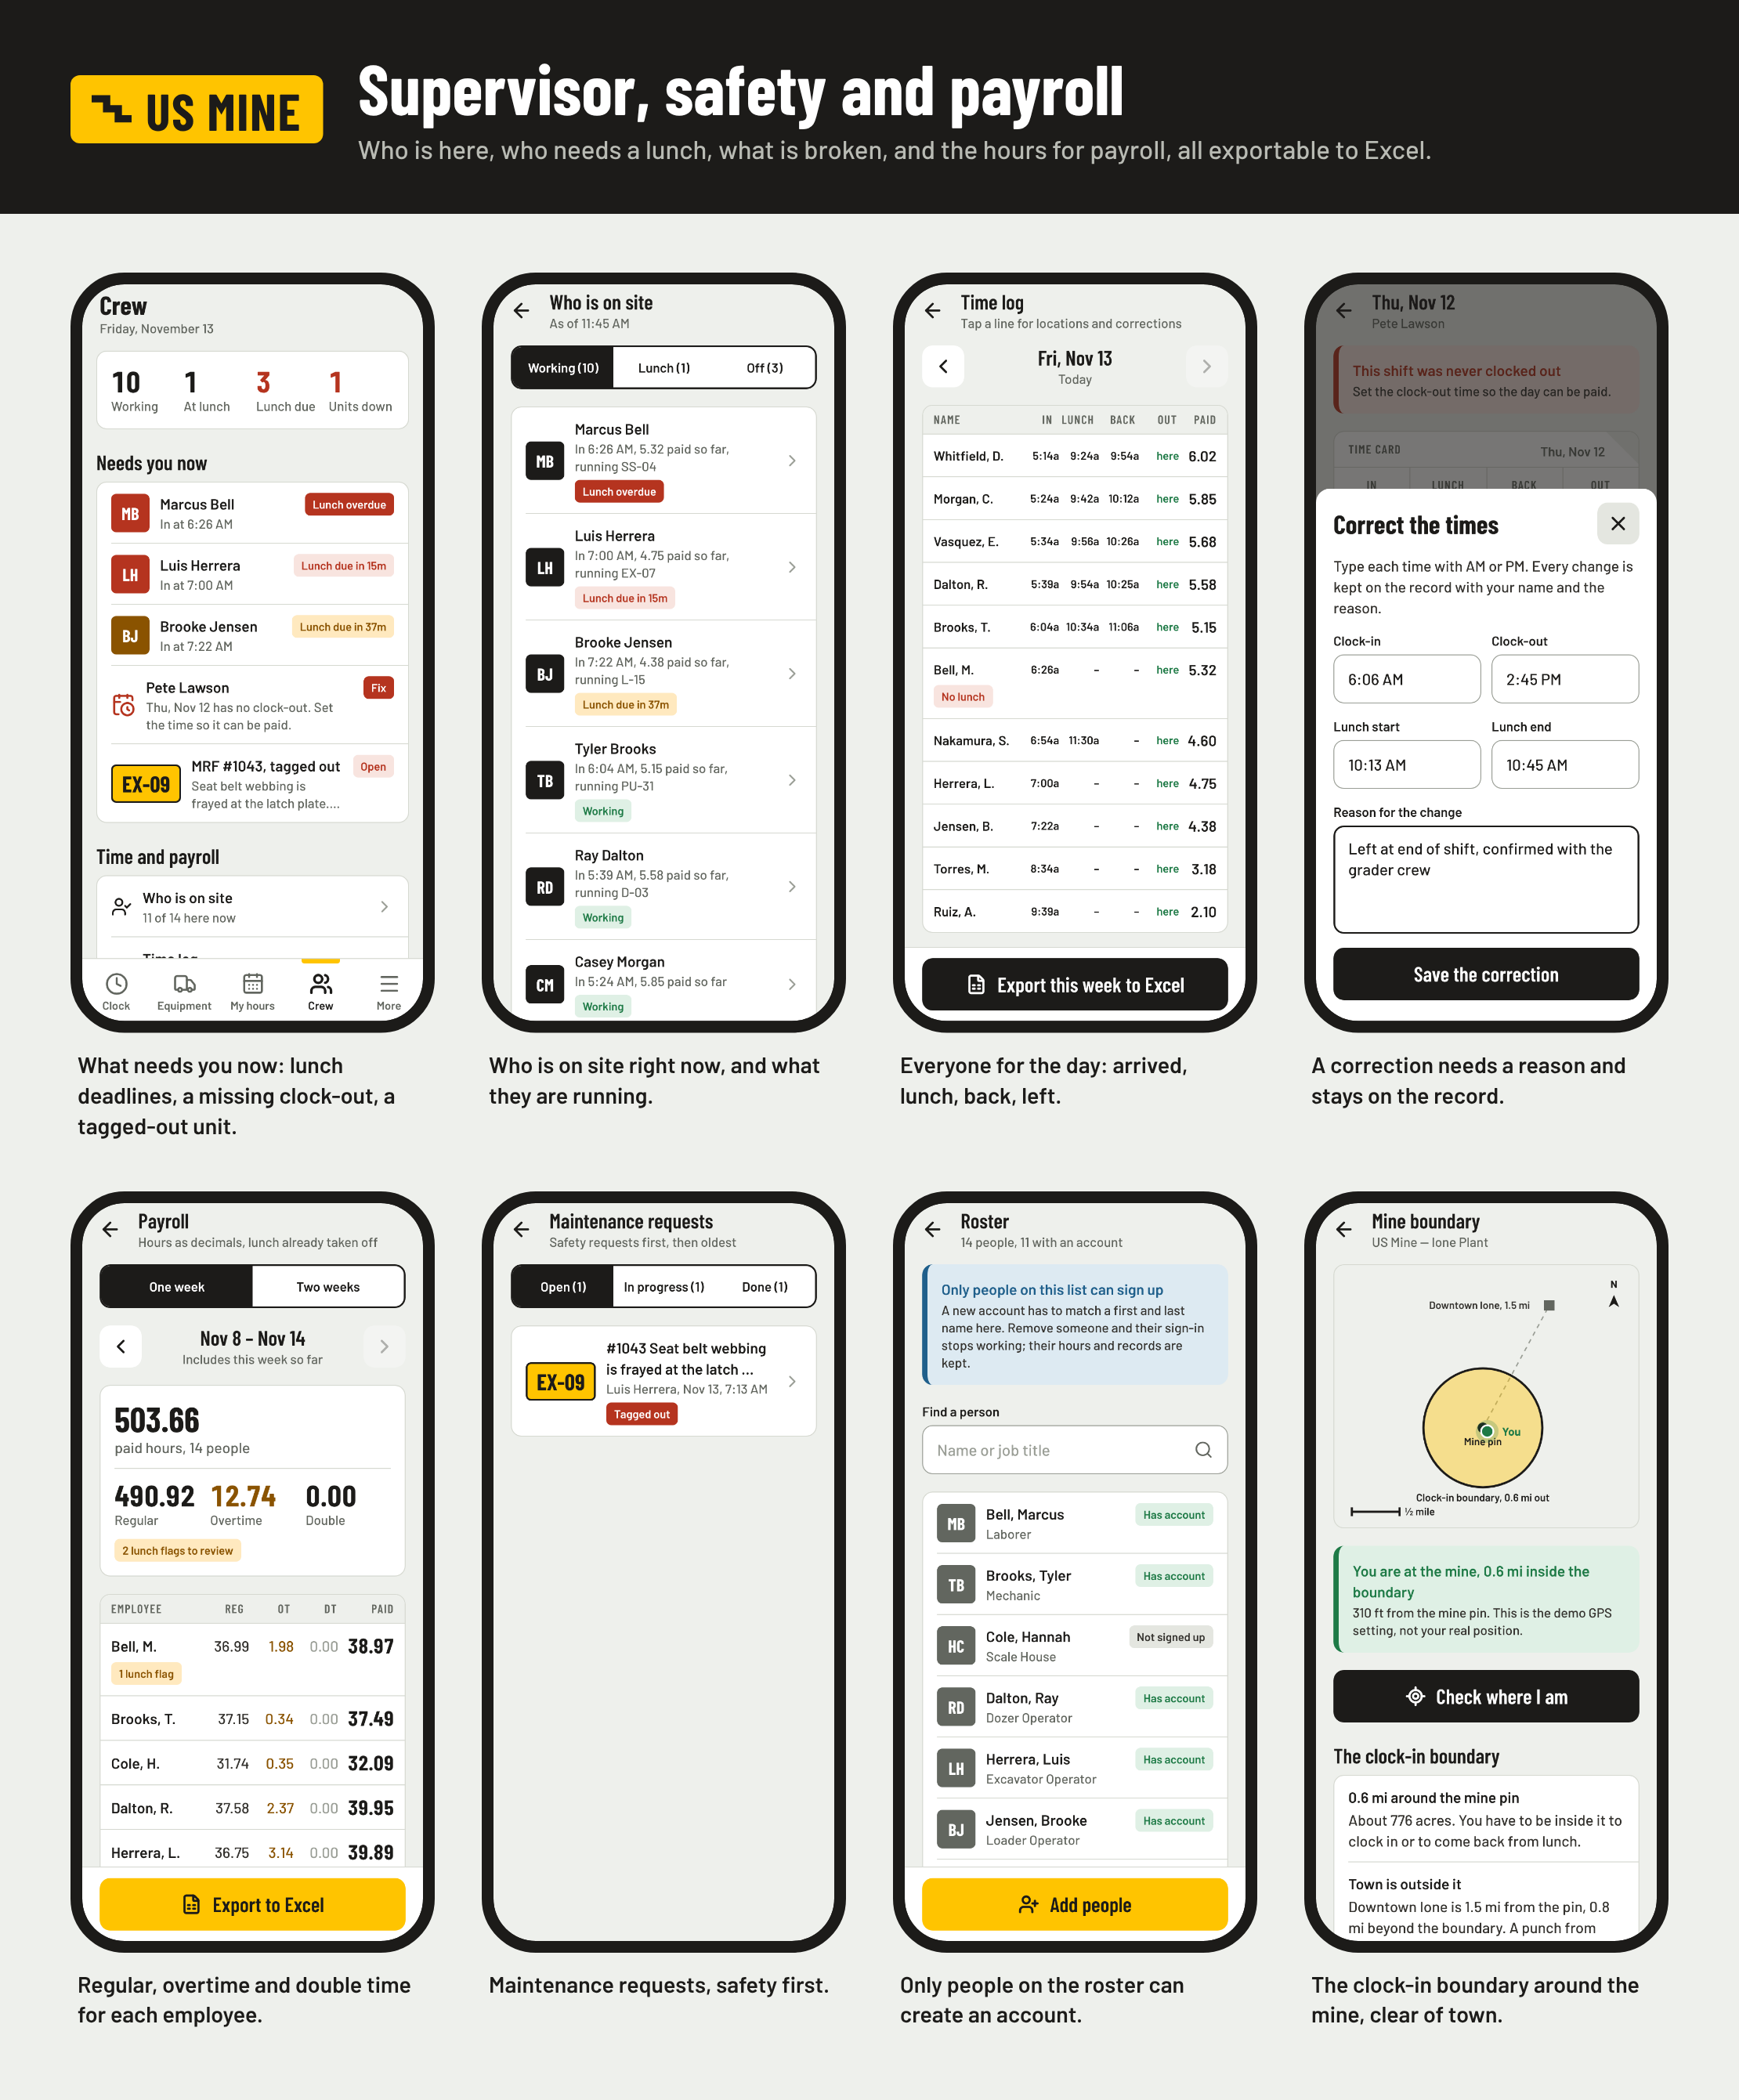 US MINE
Supervisor, safety and payroll
Who is here, who needs a lunch, what is broken, and the hours for payroll, all exportable to Excel.
Crew
Friday, November 13
10 1 3 1
Working At lunch Lunch due Units down
Needs you now
MB Marcus Bell Lunch overdue
In at 6:26 AM
LH Luis Herrera Lunch due in 15m
In at 7:00 AM
BJ Brooke Jensen Lunch due in 37m
In at 7:22 AM
Pete Lawson Fix
Thu, Nov 12 has no clock-out. Set
the time so it can be paid.
EX-09 MRF #1043, tagged out Open
Seat belt webbing is
frayed at the latch plate....
Time and payroll
Who is on site
11 of 14 here now
Time log
Clock Equipment My hours Crew More
What needs you now: lunch
deadlines, a missing clock-out, a
tagged-out unit.
Who is on site
As of 11:45 AM
Working (10) Lunch (1) Off (3)
Marcus Bell
MB In 6:26 AM, 5.32 paid so far,
running SS-04
Lunch overdue
Luis Herrera
LH In 7:00 AM, 4.75 paid so far,
running EX-07
Lunch due in 15m
Brooke Jensen
BJ In 7:22 AM, 4.38 paid so far,
running L-15
Lunch due in 37m
Tyler Brooks
TB In 6:04 AM, 5.15 paid so far,
running PU-31
Working
Ray Dalton
RD In 5:39 AM, 5.58 paid so far,
running D-03
Working
Casey Morgan
CM In 5:24 AM, 5.85 paid so far
Working
Who is on site right now, and what
they are running.
Time log
Tap a line for locations and corrections
Fri, Nov 13
Today
NAME IN LUNCH BACK OUT PAID
Whitfield, D. 5:14a 9:24a 9:54a here 6.02
Morgan, C. 5:24a 9:42a 10:12a here 5.85
Vasquez, E. 5:34a 9:56a 10:26a here 5.68
Dalton, R. 5:39a 9:54a 10:25a here 5.58
Brooks, T. 6:04a 10:34a 11:06a here 5.15
Bell, M. 6:26a - - here 5.32
No lunch
Nakamura, S. 6:54a 11:30a - here 4.60
Herrera, L. 7:00a - - here 4.75
Jensen, B. 7:22a - - here 4.38
Torres, M. 8:34a - - here 3.18
Ruiz, A. 9:39a - - here 2.10
Export this week to Excel
Everyone for the day: arrived,
lunch, back, left.
Thu, Nov 12
Pete Lawson
This shift was never clocked out
Set the clock-out time so the day can be paid.
TIME CARD Thu, Nov 12
IN LUNCH BACK OUT
Correct the times
Type each time with AM or PM. Every change is
kept on the record with your name and the
reason.
Clock-in Clock-out
6:06 AM 2:45 PM
Lunch start Lunch end
10:13 AM 10:45 AM
Reason for the change
Left at end of shift, confirmed with the
grader crew
Save the correction
A correction needs a reason and
stays on the record.
Payroll
Hours as decimals, lunch already taken off
One week Two weeks
Nov 8 – Nov 14
Includes this week so far
503.66
paid hours, 14 people
490.92 12.74 0.00
Regular Overtime Double
2 lunch flags to review
EMPLOYEE REG OT DT PAID
Bell, M. 36.99 1.98 0.00 38.97
1 lunch flag
Brooks, T. 37.15 0.34 0.00 37.49
Cole, H. 31.74 0.35 0.00 32.09
Dalton, R. 37.58 2.37 0.00 39.95
Herrera, L. 36.75 3.14 0.00 39.89
Export to Excel
Regular, overtime and double time
for each employee.
Maintenance requests
Safety requests first, then oldest
Open (1) In progress (1) Done (1)
#1043 Seat belt webbing
is frayed at the latch ...
EX-09 Luis Herrera, Nov 13, 7:13 AM
Tagged out
Maintenance requests, safety first.
Roster
14 people, 11 with an account
Only people on this list can sign up
A new account has to match a first and last
name here. Remove someone and their sign-in
stops working; their hours and records are
kept.
Find a person
Name or job title
MB Bell, Marcus Has account
Laborer
TB Brooks, Tyler Has account
Mechanic
HC Cole, Hannah Not signed up
Scale House
RD Dalton, Ray Has account
Dozer Operator
LH Herrera, Luis Has account
Excavator Operator
BJ Jensen, Brooke Has account
Loader Operator
Add people
Only people on the roster can
create an account.
Mine boundary
US Mine — Ione Plant
N
Downtown Ione, 1.5 mi
You
Mine pin
Clock-in boundary, 0.6 mi out
½ mile
You are at the mine, 0.6 mi inside the
boundary
310 ft from the mine pin. This is the demo GPS
setting, not your real position.
Check where I am
The clock-in boundary
0.6 mi around the mine pin
About 776 acres. You have to be inside it to
clock in or to come back from lunch.
Town is outside it
Downtown Ione is 1.5 mi from the pin, 0.8
mi beyond the boundary. A punch from
The clock-in boundary around the
mine, clear of town.